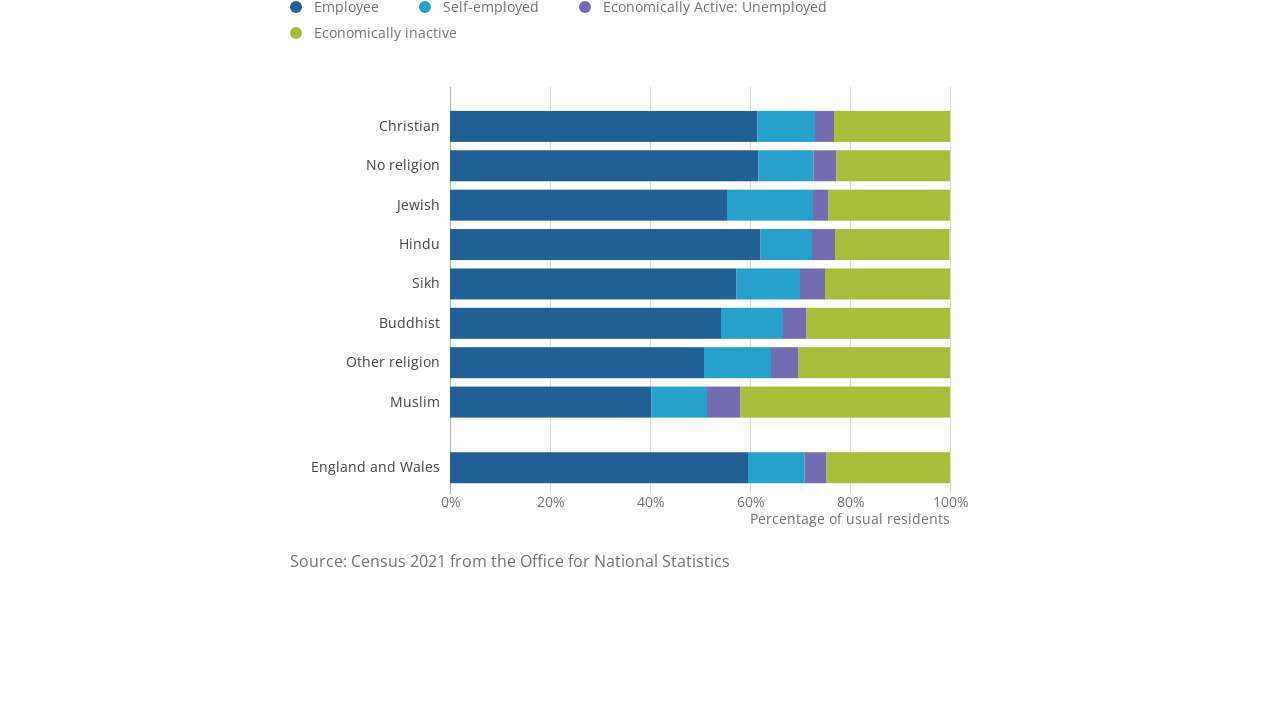 Employee Self-employed Economically Active: Unemployed
Economically inactive
Christian
No religion
Jewish
Hindu
Sikh
Buddhist
Other religion
Muslim
England and Wales
0% 20% 40% 60% 80% 100%
Percentage of usual residents
Source: Census 2021 from the Office for National Statistics